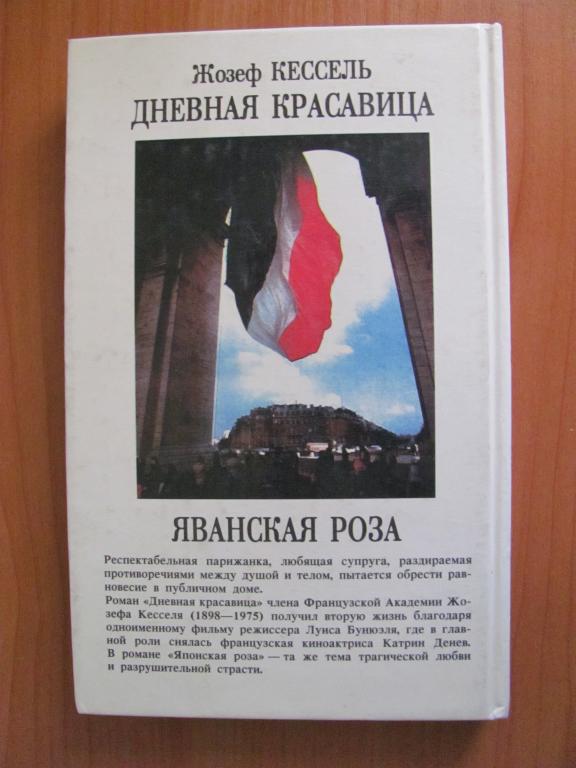 Жозеф КЕССЕЛЬ
ДНЕВНАЯ КРАСАВИЦА
ЯВАНСКАЯ РОЗА
Респектабельная парижанка, любящая супруга, раздираемая
противоречиями между душой и телом, пытается обрести рав-
новесие в публичном доме.
Роман «Дневная красавица» члена Французской Академии Жо-
зефа Кесселя (1898—1975) получил вторую жизнь благодаря
одноименному фильму режиссера Луиса Бунюэля, где в глав-
ной роли снялась французская киноактриса Катрин Денев.
В романе «Японская роза» — та же тема трагической любви
и разрушительной страсти.